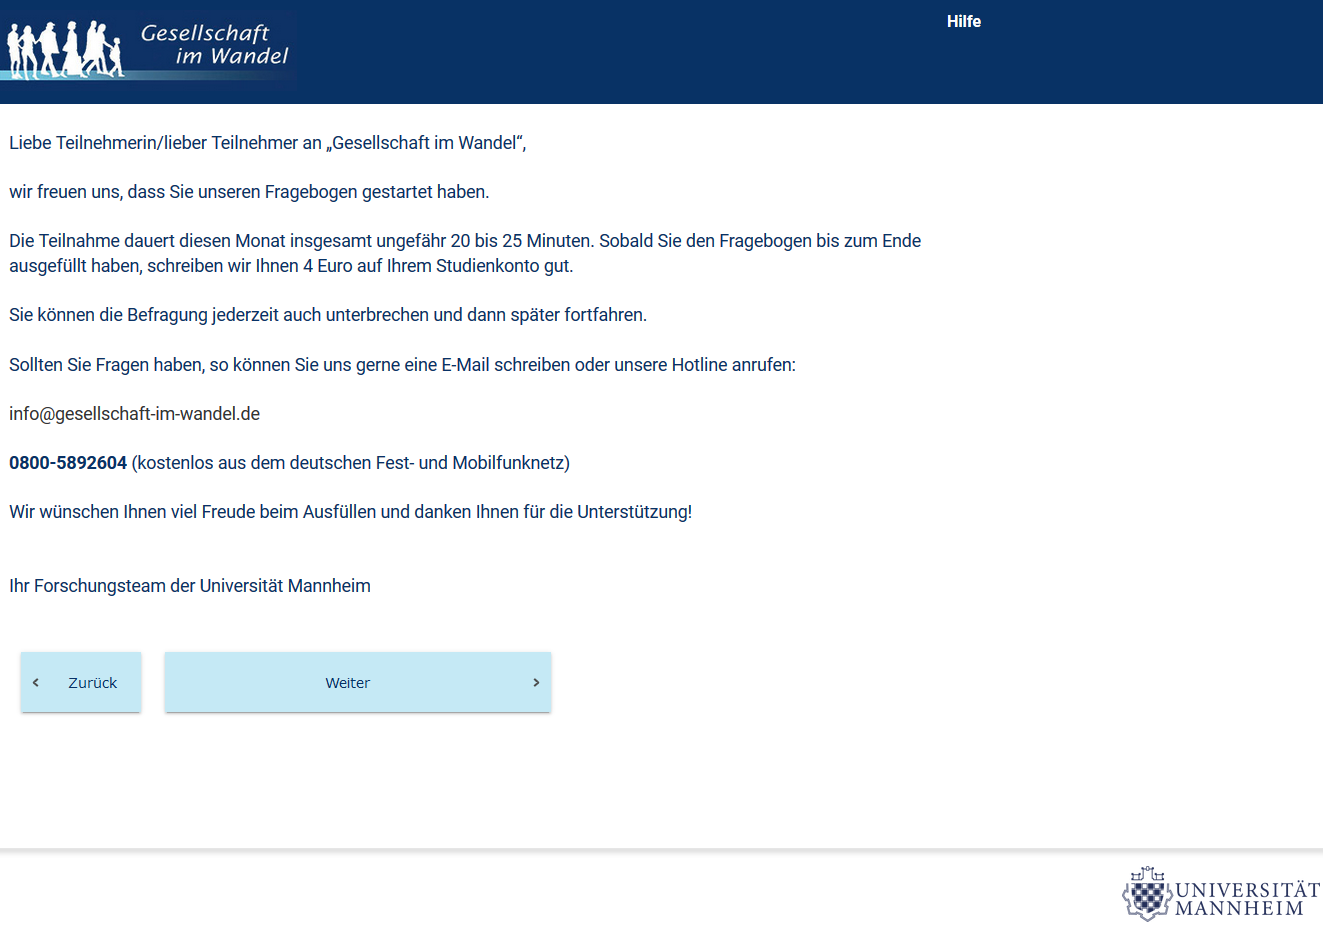 Gesellschaft
im Wandel
Hilfe
Liebe Teilnehmerin/lieber Teilnehmer an „Gesellschaft im Wandel“,
wir freuen uns, dass Sie unseren Fragebogen gestartet haben.
Die Teilnahme dauert diesen Monat insgesamt ungefähr 20 bis 25 Minuten. Sobald Sie den Fragebogen bis zum Ende
ausgefüllt haben, schreiben wir Ihnen 4 Euro auf Ihrem Studienkonto gut.
Sie können die Befragung jederzeit auch unterbrechen und dann später fortfahren.
Sollten Sie Fragen haben, so können Sie uns gerne eine E-Mail schreiben oder unsere Hotline anrufen:
info@gesellschaft-im-wandel.de
0800-5892604 (kostenlos aus dem deutschen Fest- und Mobilfunknetz)
Wir wünschen Ihnen viel Freude beim Ausfüllen und danken Ihnen für die Unterstützung!
Ihr Forschungsteam der Universität Mannheim
Zurück
Weiter
UNIVERSITÄT
MANNHEIM